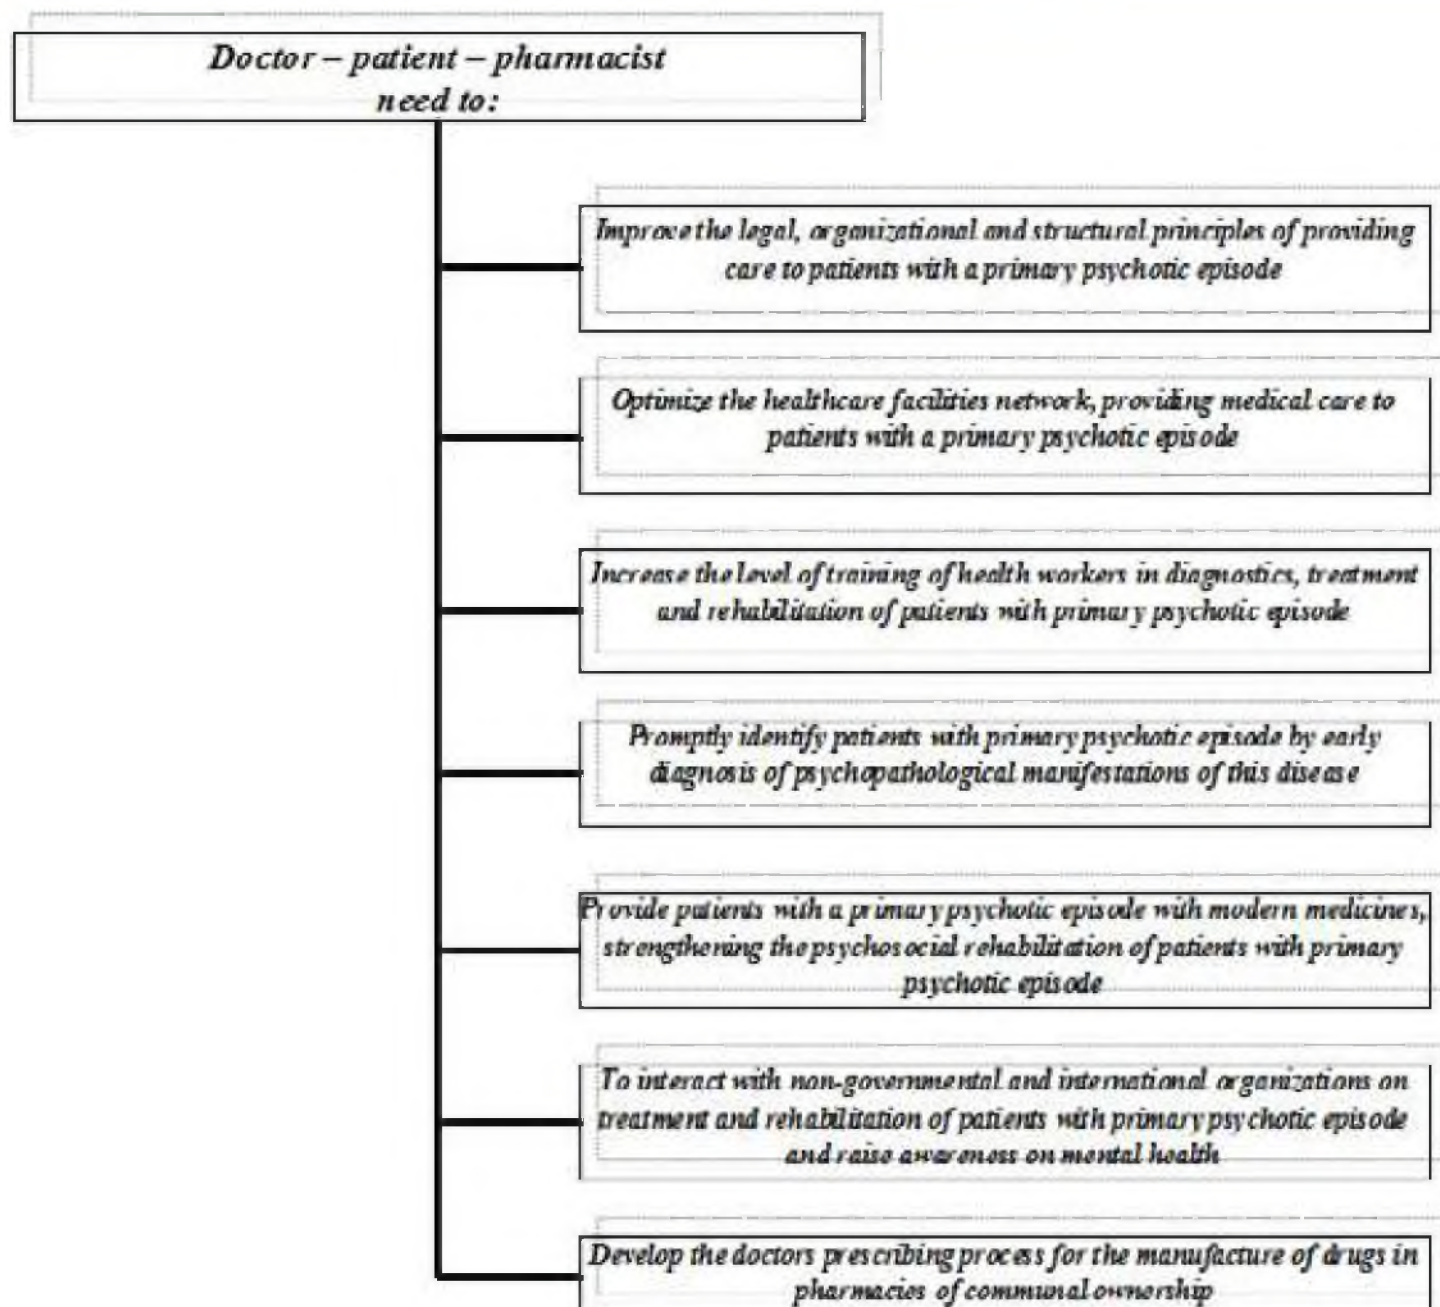 Doctor – patient – pharmacist
need to:
Improve the legal, organizational and structural principles of providing
care to patients with a primary psychotic episode
Optimize the healthcare facilities network, providing medical care to
patients with a primary psychotic episode
Increase the level of training of health workers in diagnostics, treatment
and rehabilitation of patients with primary psychotic episode
Promptly identify patients with primary psychotic episode by early
diagnosis of psychopathological manifestations of this disease
Provide patients with a primary psychotic episode with modern medicines,
strengthening the psychosocial rehabilitation of patients with primary
psychotic episode
To interact with non-governmental and international organizations on
treatment and rehabilitation of patients with primary psychotic episode
and raise awareness on mental health
Develop the doctors prescribing process for the manufacture of drugs in
pharmacies of communal ownership